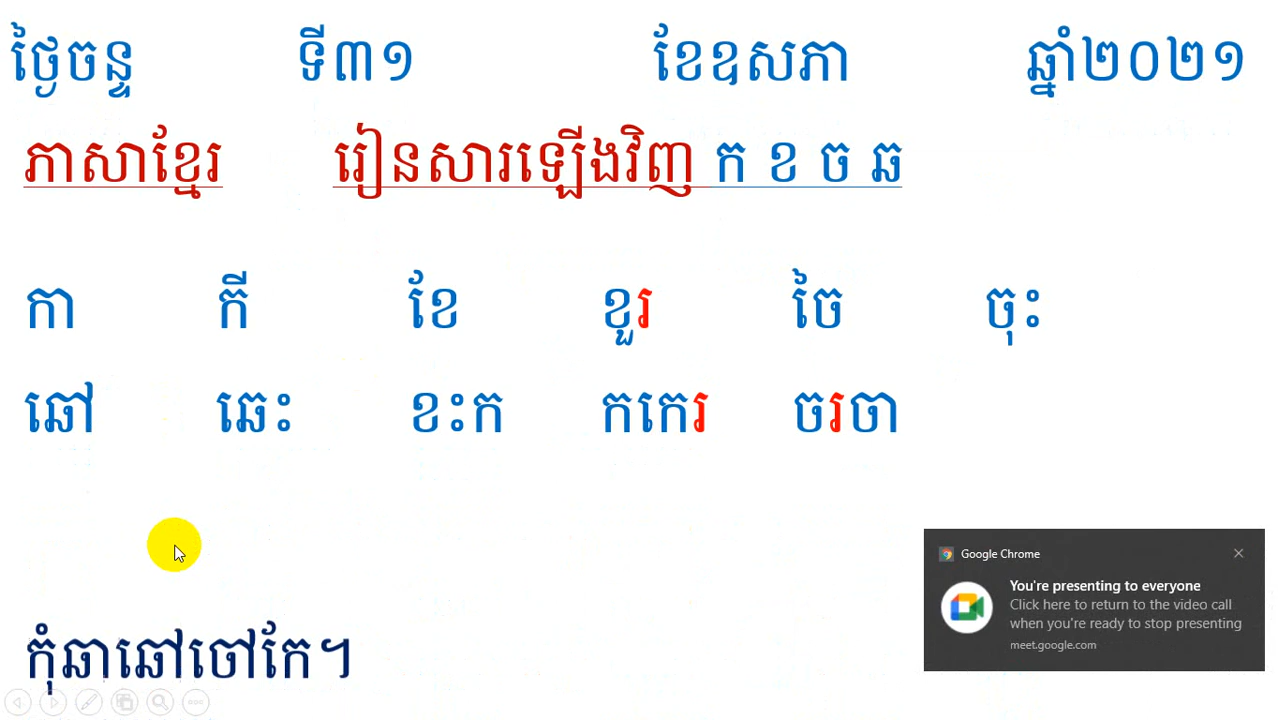 ថ្ងៃចន្ទ ទី៣១ ខែឧសភា ឆ្នាំ២០២១
ភាសាខ្មែរ រៀនសារឡើងវិញ ក ខ ច ឆ
កា កី ខែ ខួរ ចៃ ចុះ
ឆៅ ឆេះ ខះក កកេរ ចរចា
Google Chrome
You're presenting to everyone
Click here to return to the video call
when you're ready to stop presenting
meet.google.com
កុំឆាឆៅចៅកែ។